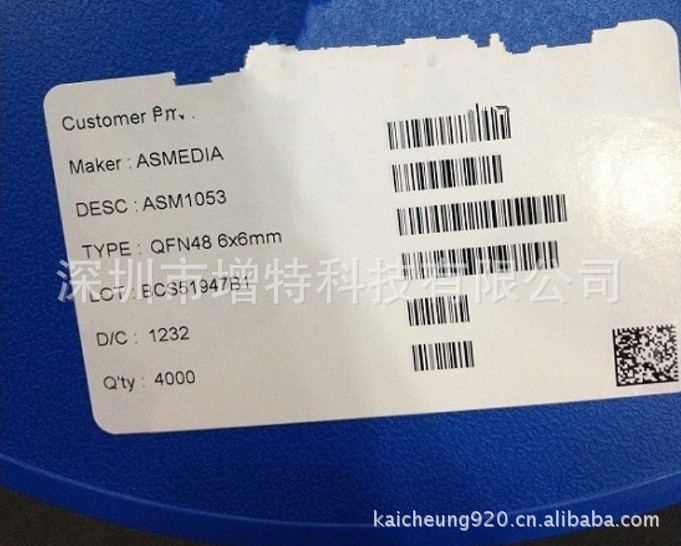 Customer
Maker : ASMEDIA
DESC : ASM1053
TYPE : QFN48 6x6mm
深圳市增特科技有限公司
LOT : BCS51947B1
D/C : 1232
Q'ty : 4000
kaicheung920.cn.alibaba.com